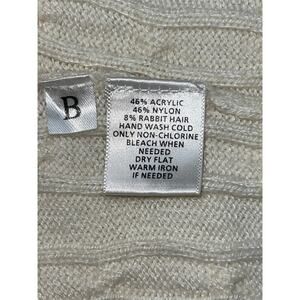 B
46% ACRYLIC
46% NYLON
8% RABBIT HAIR
HAND WASH COLD
ONLY NON-CHLORINE
BLEACH WHEN
NEEDED
DRY FLAT
WARM IRON
IF NEEDED